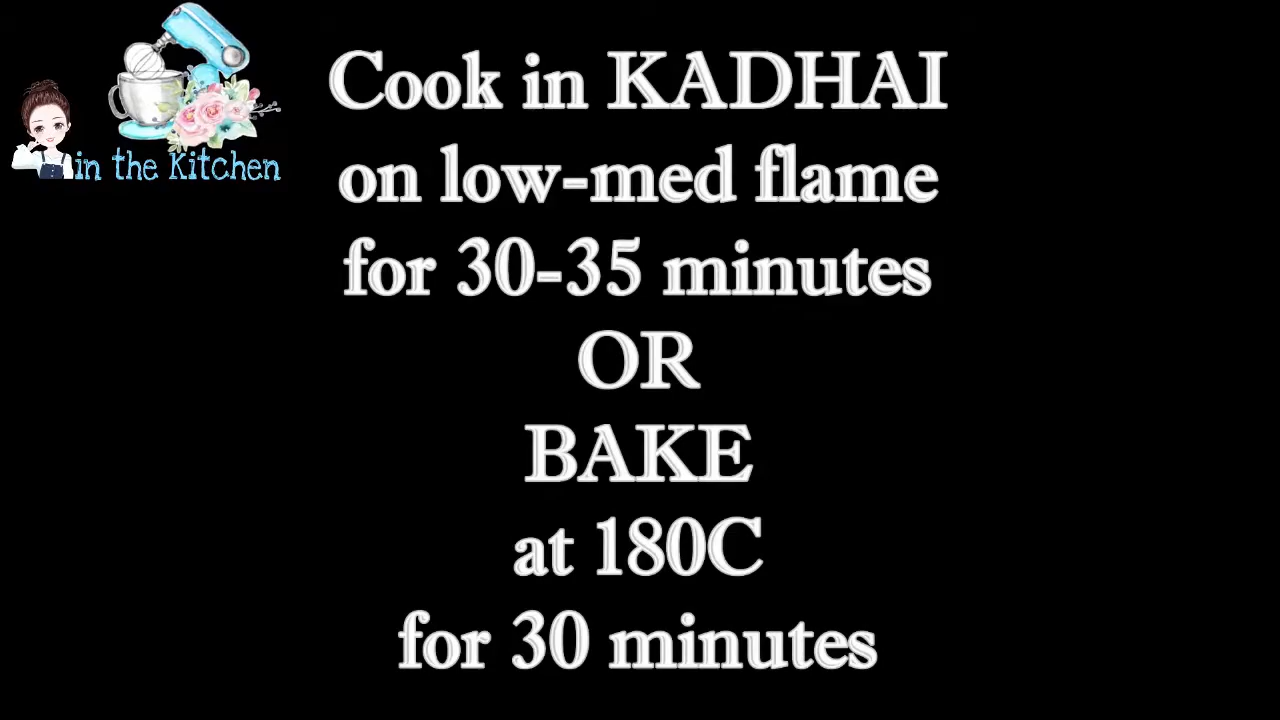 in the Kitchen
Cook in KADHAI
on low-med flame
for 30-35 minutes
OR
BAKE
at 180C
for 30 minutes